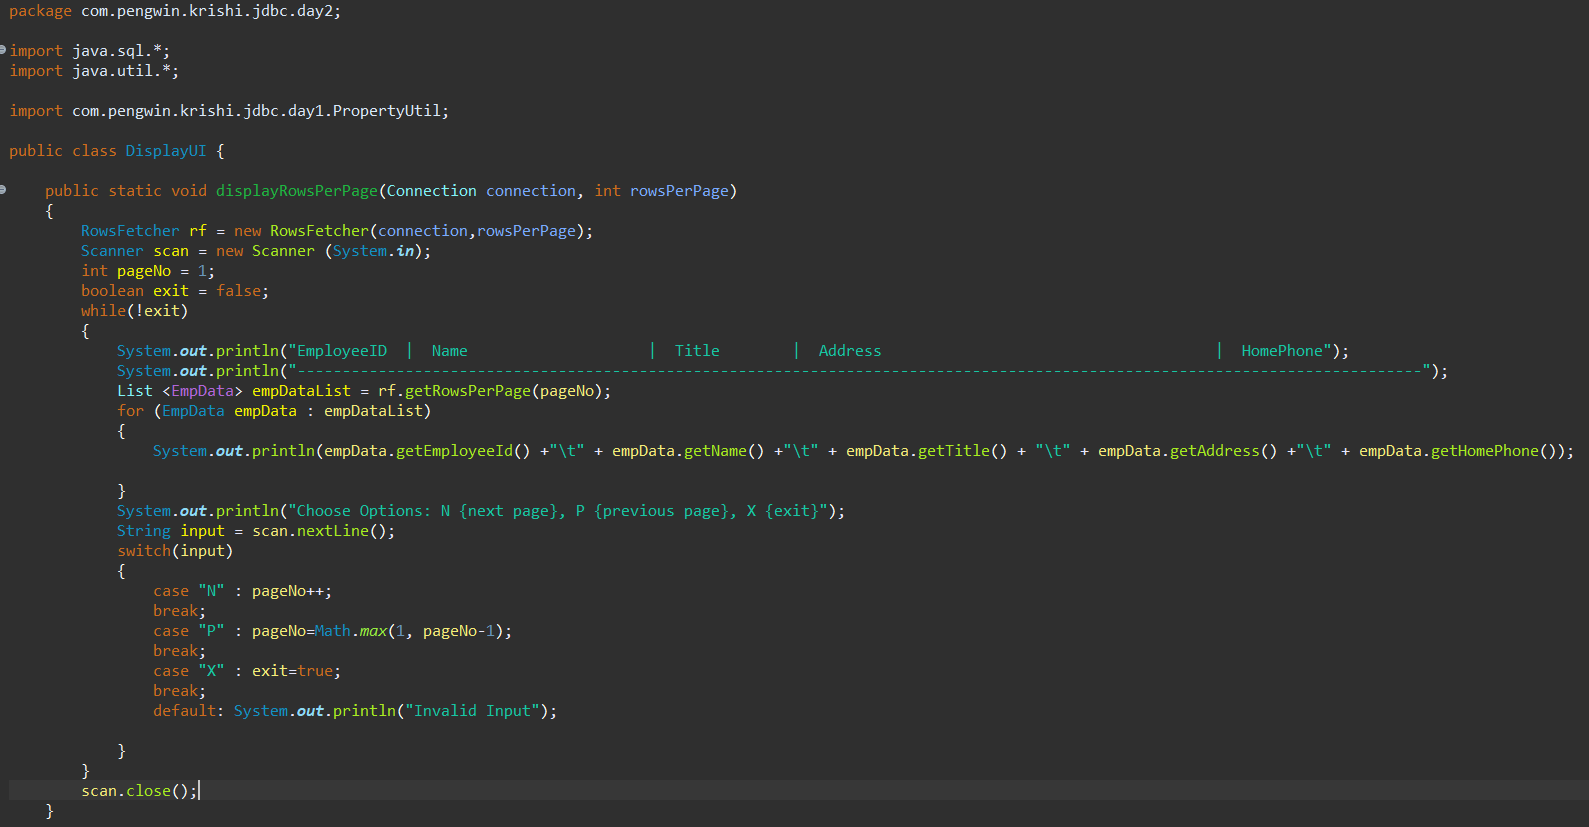 package com.pengwin.krishi.jdbc.day2;
import java.sql.*;
import java.util.*;
import com.pengwin.krishi.jdbc.day1.PropertyUtil;
public class DisplayUI {
    public static void displayRowsPerPage(Connection connection, int rowsPerPage)
    {
        RowsFetcher rf = new RowsFetcher(connection,rowsPerPage);
        Scanner scan = new Scanner (System.in);
        int pageNo = 1;
        boolean exit = false;
        while(!exit)
        {
            System.out.println("EmployeeID  |  Name                    |  Title        |  Address                                     |  HomePhone");
            System.out.println("-----------------------------------------------------------------------------------------------------------------------------");
            List <EmpData> empDataList = rf.getRowsPerPage(pageNo);
            for (EmpData empData : empDataList)
            {
                System.out.println(empData.getEmployeeId() +"\t" + empData.getName() +"\t" + empData.getTitle() + "\t" + empData.getAddress() +"\t" + empData.getHomePhone());
            }
            System.out.println("Choose Options: N {next page}, P {previous page}, X {exit}");
            String input = scan.nextLine();
            switch(input)
            {
                case "N" : pageNo++;
                break;
                case "P" : pageNo=Math.max(1, pageNo-1);
                break;
                case "X" : exit=true;
                break;
                default: System.out.println("Invalid Input");
            }
        }
        scan.close();
    }